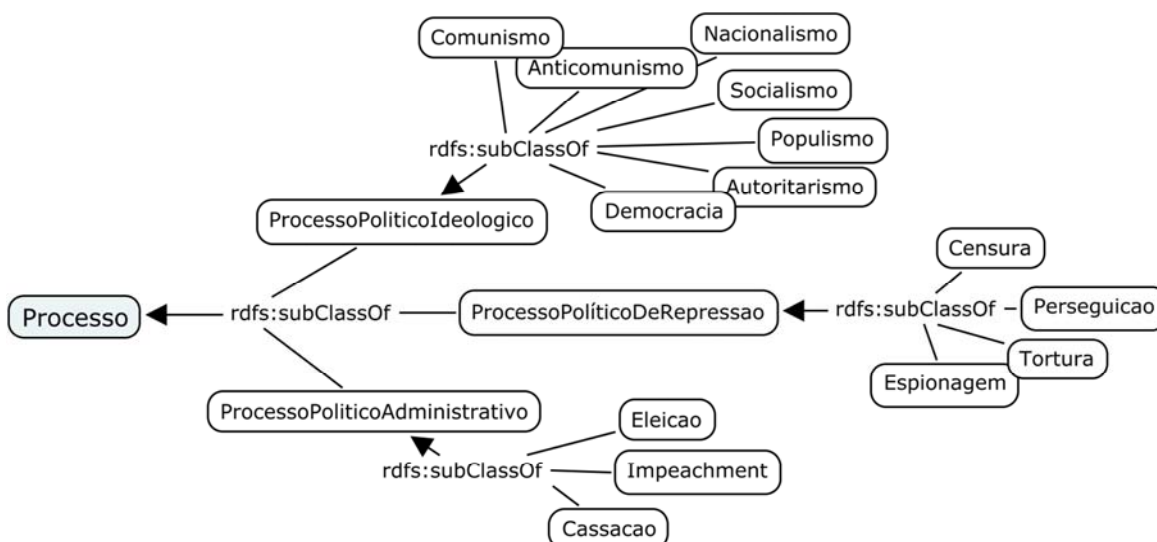 Comunismo
Nacionalismo
Anticomunismo
Socialismo
rdfs:subClassOf
Populismo
Autoritarismo
Democracia
ProcessoPoliticoIdeologico
Censura
Processo
rdfs:subClassOf
ProcessoPolíticoDeRepressao
rdfs:subClassOf
Perseguicao
Tortura
Espionagem
ProcessoPoliticoAdministrativo
Eleicao
rdfs:subClassOf
Impeachment
Cassacao